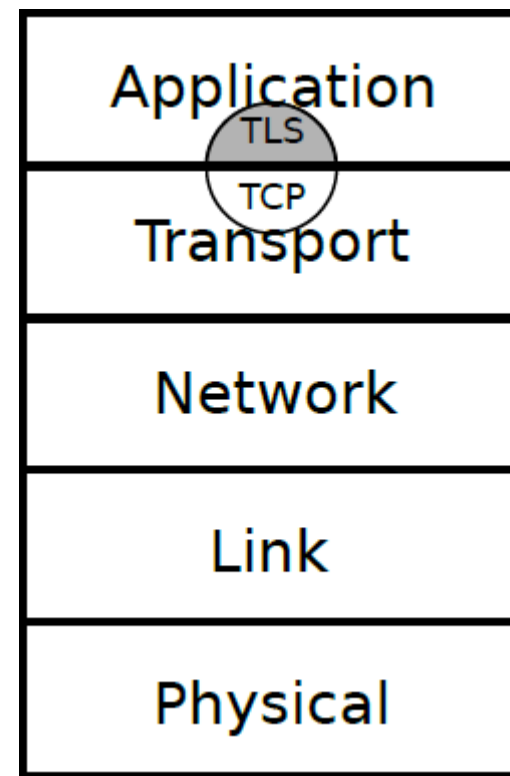 Application
TLS
TCP
Transport
Network
Link
Physical